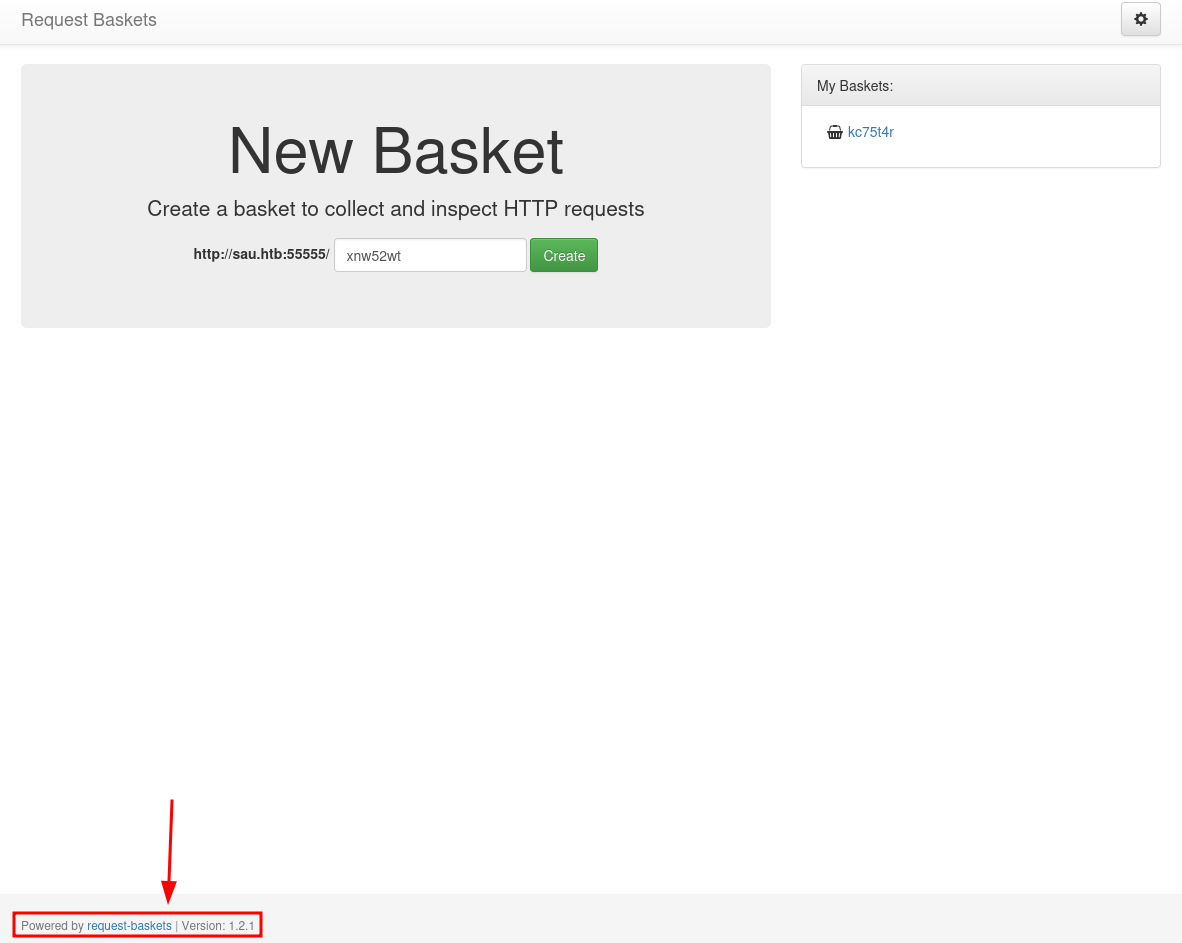 Request Baskets
New Basket
Create a basket to collect and inspect HTTP requests
http://sau.htb:55555/ xnw52wt Create
My Baskets:
kc75t4r
Powered by request-baskets | Version: 1.2.1